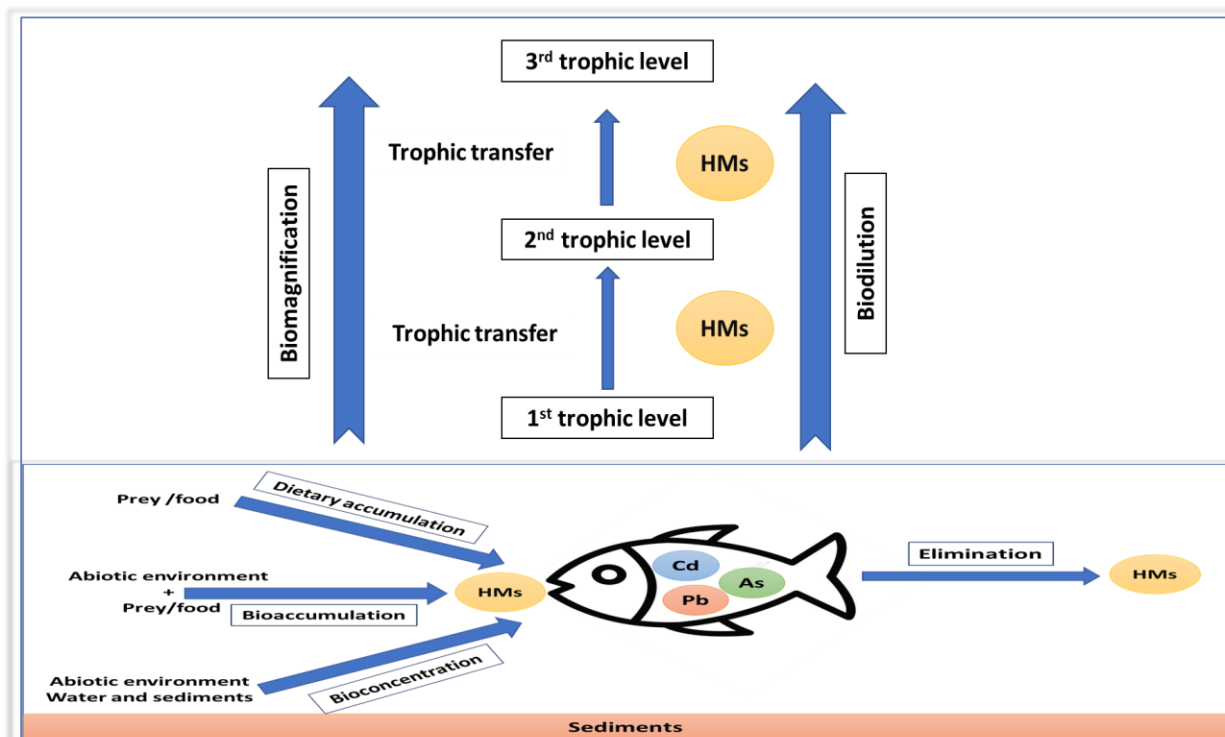 3rd trophic level
Trophic transfer
HMs
Biomagnification
Biodilution
2nd trophic level
Trophic transfer
HMs
1st trophic level
Prey /food
Dietary accumulation
Abiotic environment
+
Prey/food
Bioaccumulation
HMs
Cd
As
Pb
Elimination
HMs
Abiotic environment
Water and sediments
Bioconcentration
Sediments